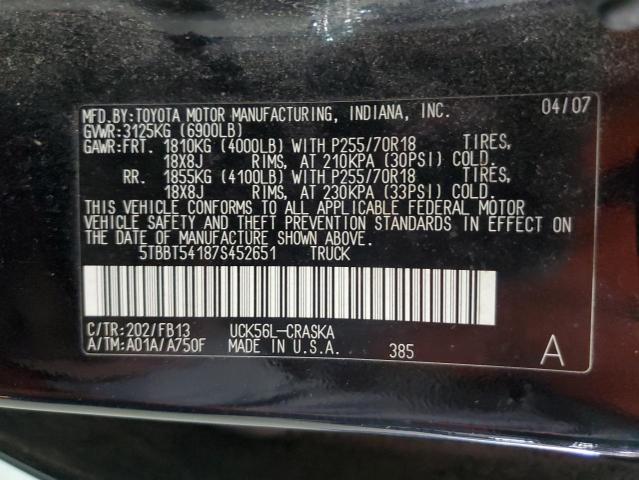 MFD.BY:TOYOTA MOTOR MANUFACTURING, INDIANA, INC. 04/07
GVWR:3125KG (6900LB)
GAWR:FRT. 1810KG (4000LB) WITH P255/70R18 TIRES,
18X8J RIMS, AT 210KPA (30PSI) COLD.
RR. 1855KG (4100LB) WITH P255/70R18 TIRES,
18X8J RIMS, AT 230KPA (33PSI) COLD.
THIS VEHICLE CONFORMS TO ALL APPLICABLE FEDERAL MOTOR
VEHICLE SAFETY AND THEFT PREVENTION STANDARDS IN EFFECT ON
THE DATE OF MANUFACTURE SHOWN ABOVE.
5TBBT54187S452651 TRUCK
C/TR:202/FB13 UCK56L-CRASKA
A/TM:A01A/A750F MADE IN U.S.A. 385 A